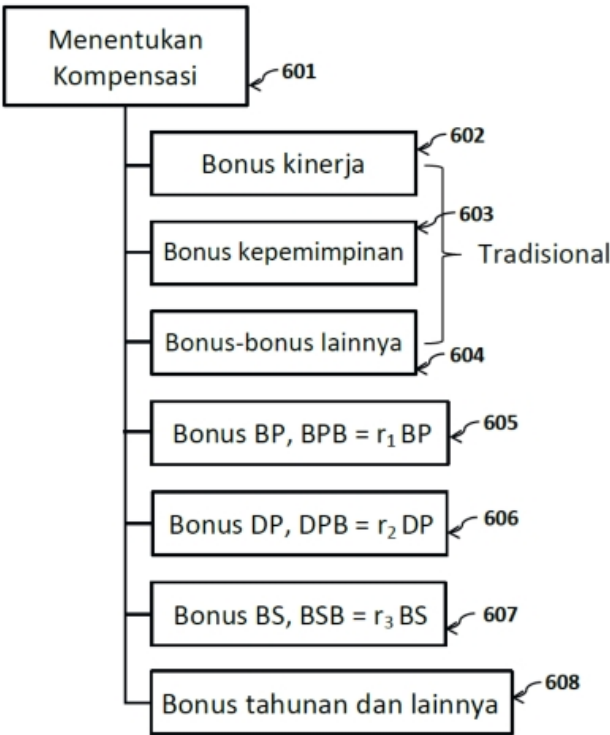 Menentukan
Kompensasi
601
602
Bonus kinerja
603
Bonus kepemimpinan
Tradisional
Bonus-bonus lainnya
604
Bonus BP, BPB = r₁ BP
605
Bonus DP, DPB = r₂ DP
606
Bonus BS, BSB = r₃ BS
607
Bonus tahunan dan lainnya
608